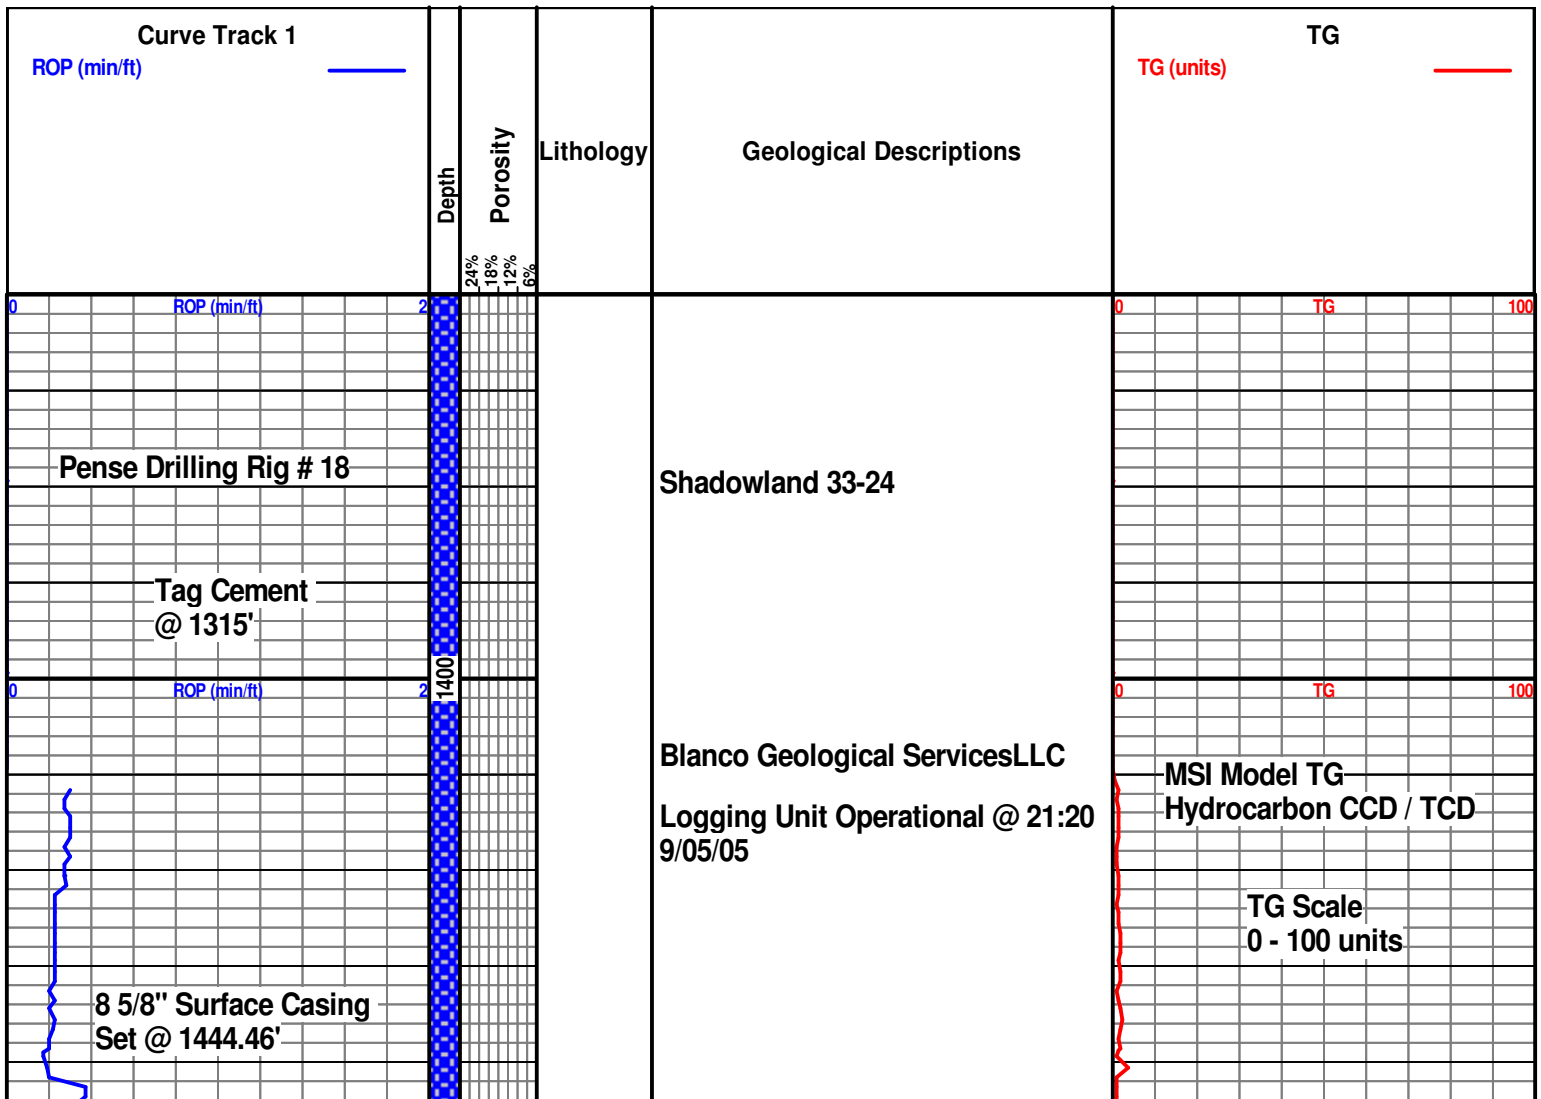 Curve Track 1
ROP (min/ft)
Depth
Porosity
24%
18%
12%
6%
Lithology
Geological Descriptions
TG
TG (units)
0 ROP (min/ft) 2
0 TG 100
Pense Drilling Rig # 18
Shadowland 33-24
Tag Cement
@ 1315'
1400
0 ROP (min/ft) 2
0 TG 100
Blanco Geological ServicesLLC
Logging Unit Operational @ 21:20
9/05/05
MSI Model TG
Hydrocarbon CCD / TCD
TG Scale
0 - 100 units
8 5/8" Surface Casing
Set @ 1444.46'